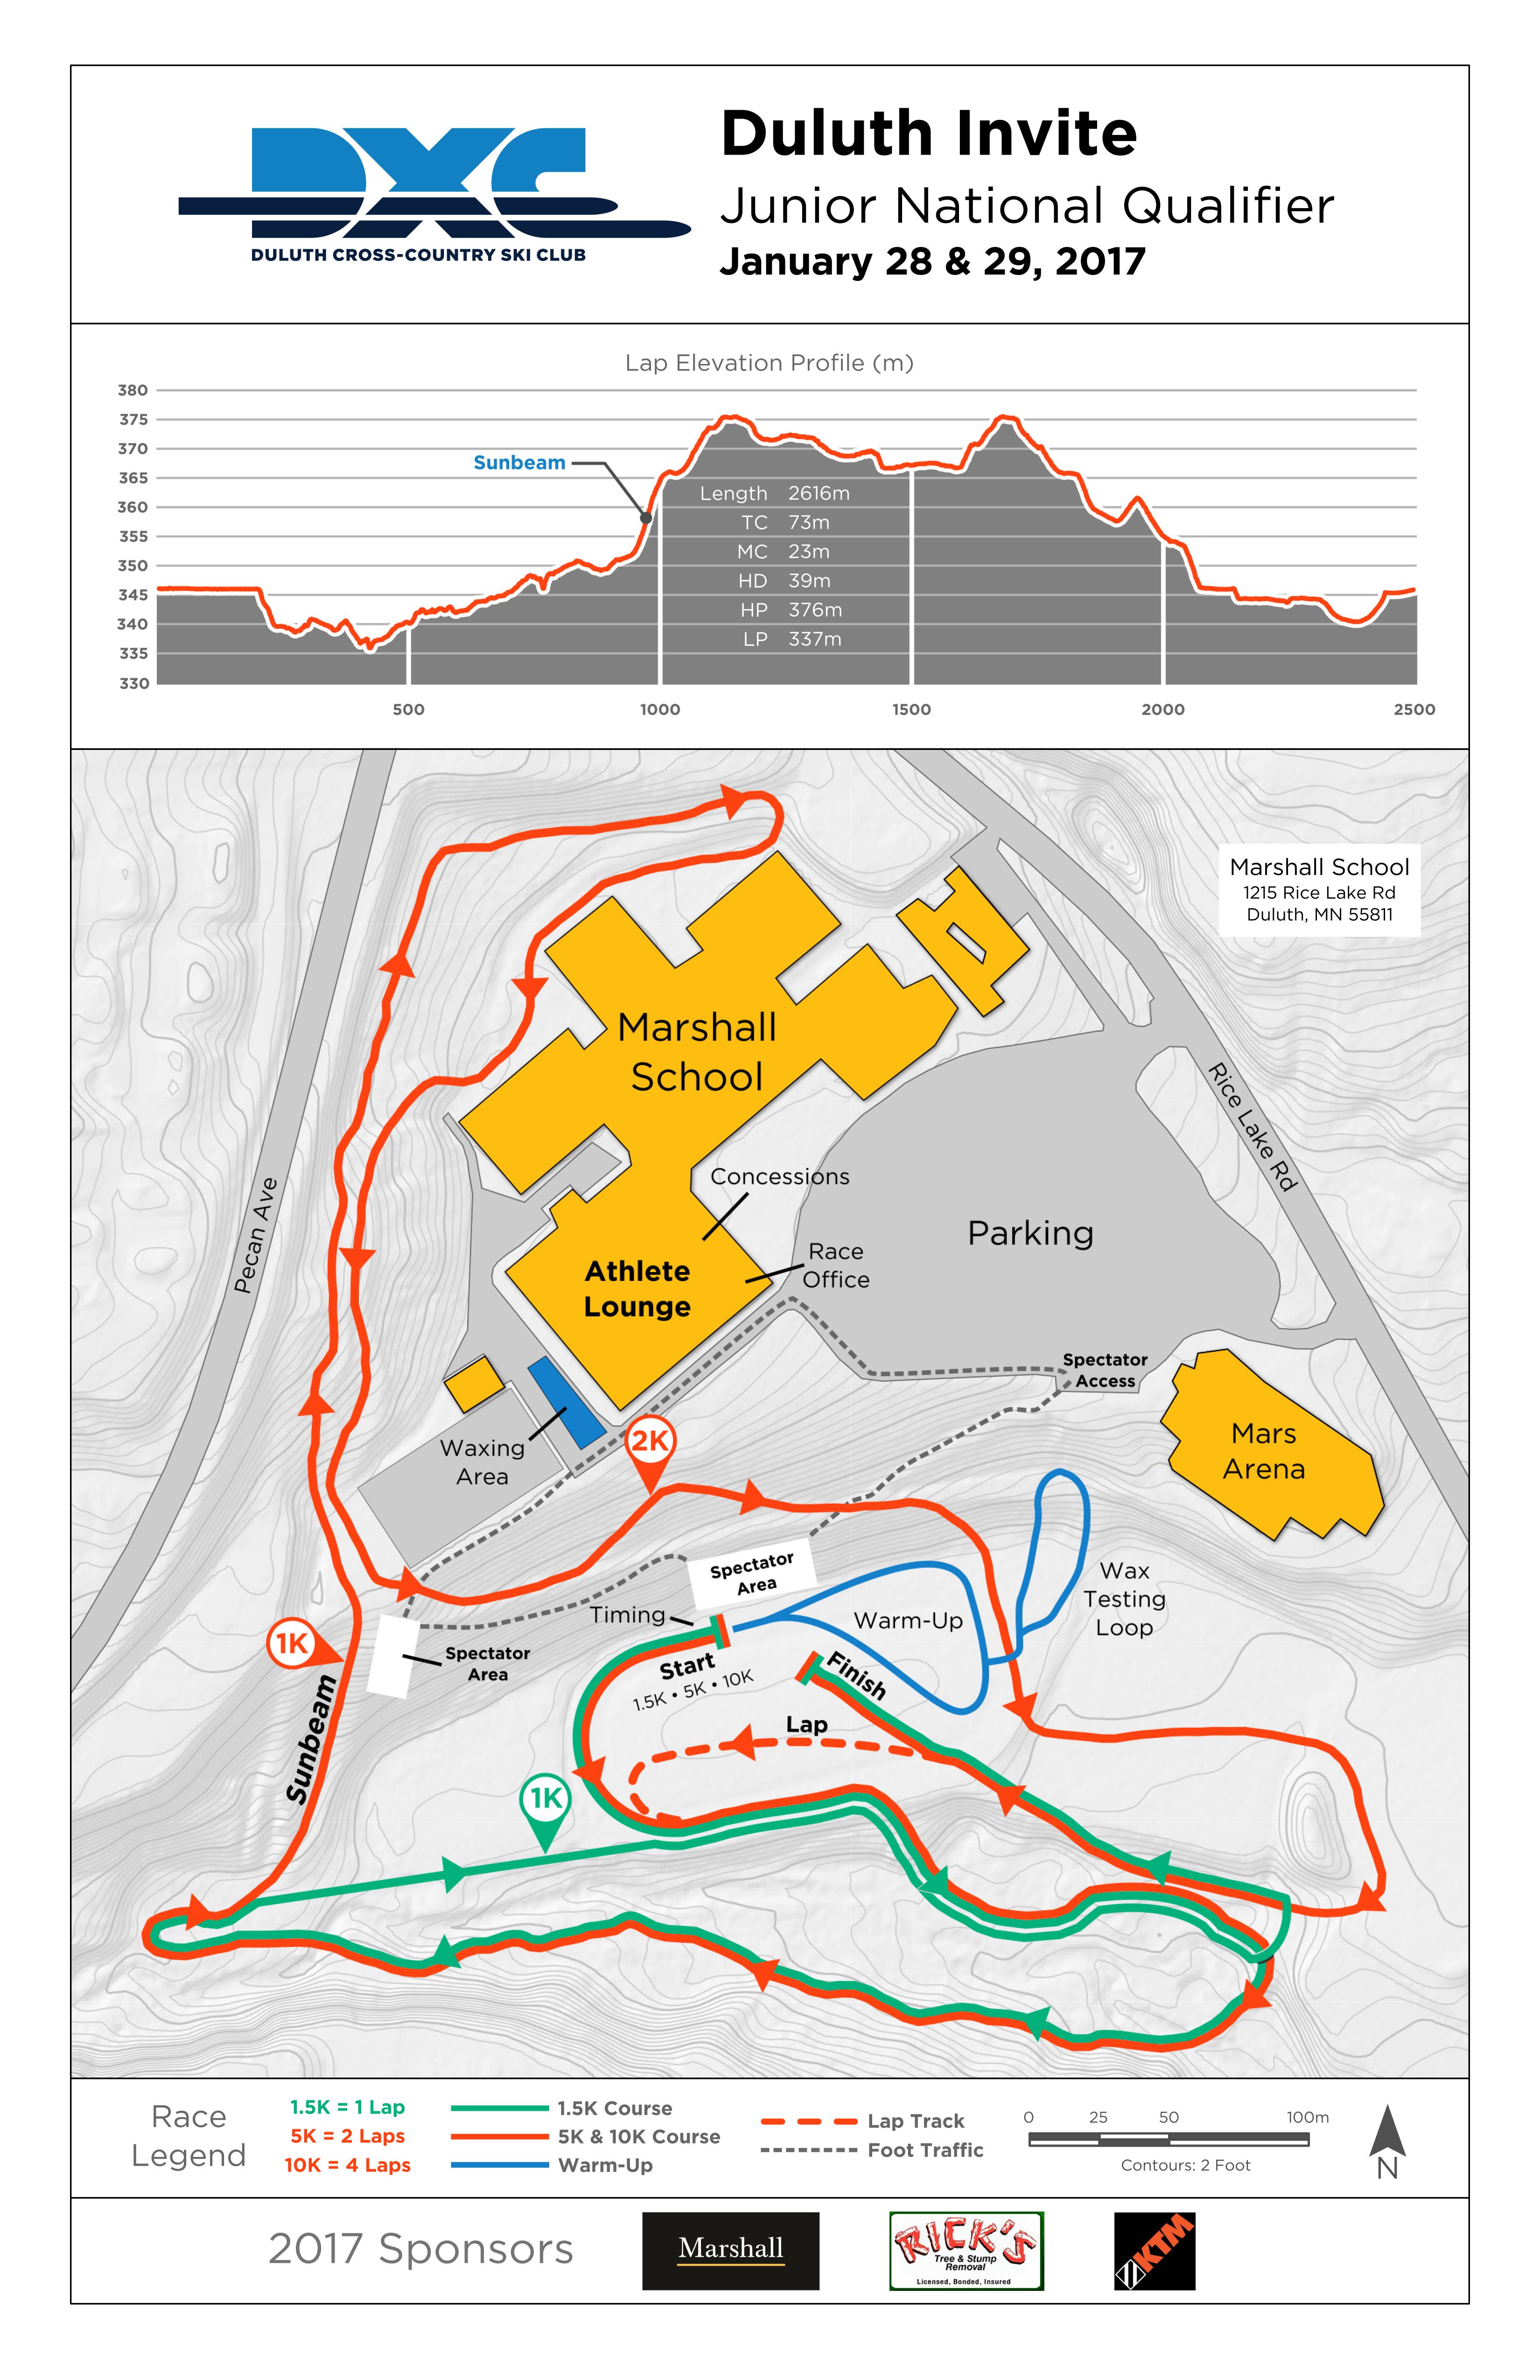 DXC
DULUTH CROSS-COUNTRY SKI CLUB
Duluth Invite
Junior National Qualifier
January 28 & 29, 2017
Lap Elevation Profile (m)
380
375
370
365
360
355
350
345
340
335
330
Sunbeam
Length 2616m
TC 73m
MC 23m
HD 39m
HP 376m
LP 337m
500
1000
1500
2000
2500
Marshall School
1215 Rice Lake Rd
Duluth, MN 55811
Marshall
School
Rice Lake Rd
Pecan Ave
Concessions
Parking
Race
Office
Athlete
Lounge
Spectator
Access
Mars
Arena
Waxing
Area
2K
Spectator
Area
Wax
Testing
Loop
Timing
Warm-Up
1K
Spectator
Area
Start
1.5K • 5K • 10K
Finish
Sunbeam
Lap
1K
Race
Legend
1.5K = 1 Lap
5K = 2 Laps
10K = 4 Laps
1.5K Course
5K & 10K Course
Warm-Up
Lap Track
Foot Traffic
0 25 50 100m
Contours: 2 Foot
N
2017 Sponsors
Marshall
RICK'S
Tree & Stump
Removal
Licensed, Bonded, Insured
KTM